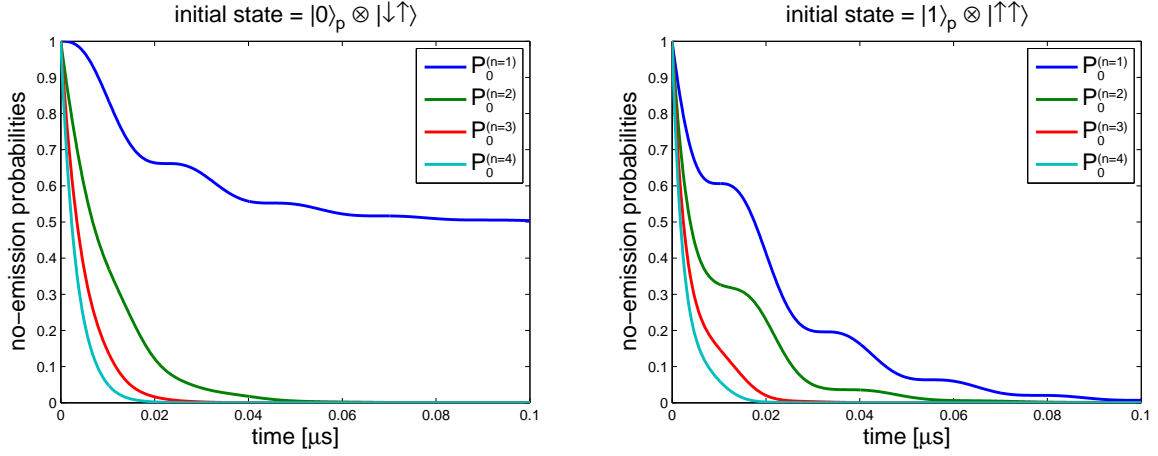 initial state = |0⟩p ⊗ |↓↑⟩
no−emission probabilities
1
0.9
0.8
0.7
0.6
0.5
0.4
0.3
0.2
0.1
0
0
0.02
0.04
0.06
0.08
0.1
time [μs]
P0(n=1)
P0(n=2)
P0(n=3)
P0(n=4)
initial state = |1⟩p ⊗ |↑↑⟩
no−emission probabilities
1
0.9
0.8
0.7
0.6
0.5
0.4
0.3
0.2
0.1
0
0
0.02
0.04
0.06
0.08
0.1
time [μs]
P0(n=1)
P0(n=2)
P0(n=3)
P0(n=4)